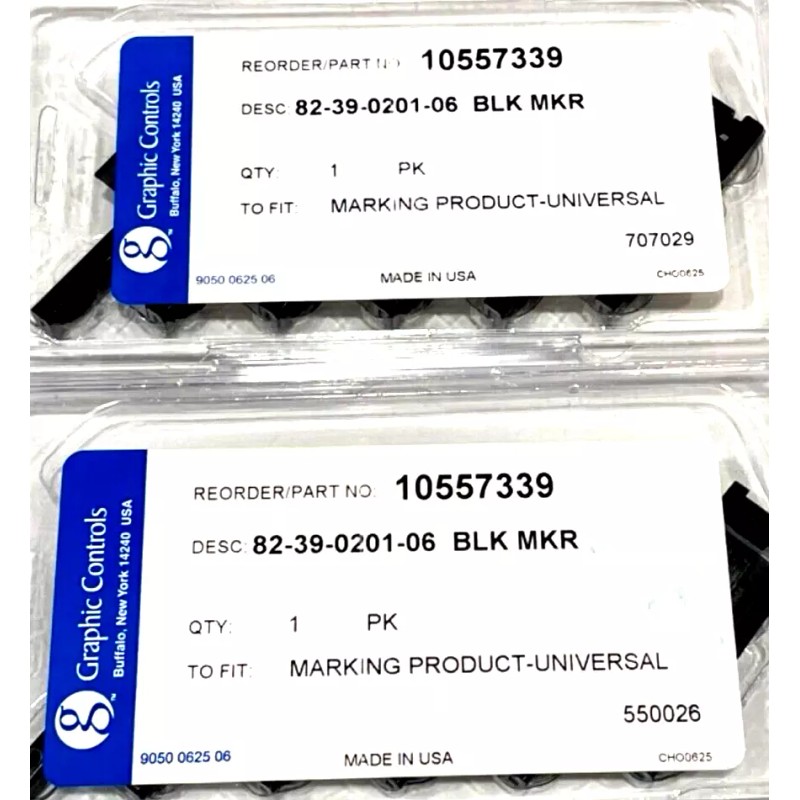 REORDER/PART NO 10557339
DESC 82-39-0201-06 BLK MKR
QTY: 1 PK
TO FIT: MARKING PRODUCT-UNIVERSAL
707029
9050 0625 06 MADE IN USA CHO0625
Graphic Controls
Buffalo, New York 14240 USA
g
REORDER/PART NO: 10557339
DESC: 82-39-0201-06 BLK MKR
QTY: 1 PK
TO FIT: MARKING PRODUCT-UNIVERSAL
550026
9050 0625 06 MADE IN USA CHO0625
Graphic Controls
Buffalo, New York 14240 USA
g